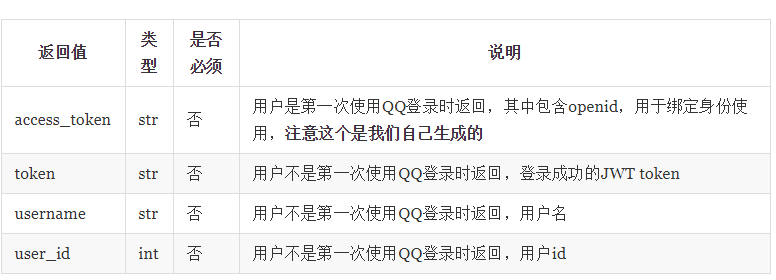 返回值 类型 是否必须 说明
access_token str 否 用户是第一次使用QQ登录时返回，其中包含openid，用于绑定身份使
用，注意这个是我们自己生成的
token str 否 用户不是第一次使用QQ登录时返回，登录成功的JWT token
username str 否 用户不是第一次使用QQ登录时返回，用户名
user_id int 否 用户不是第一次使用QQ登录时返回，用户id